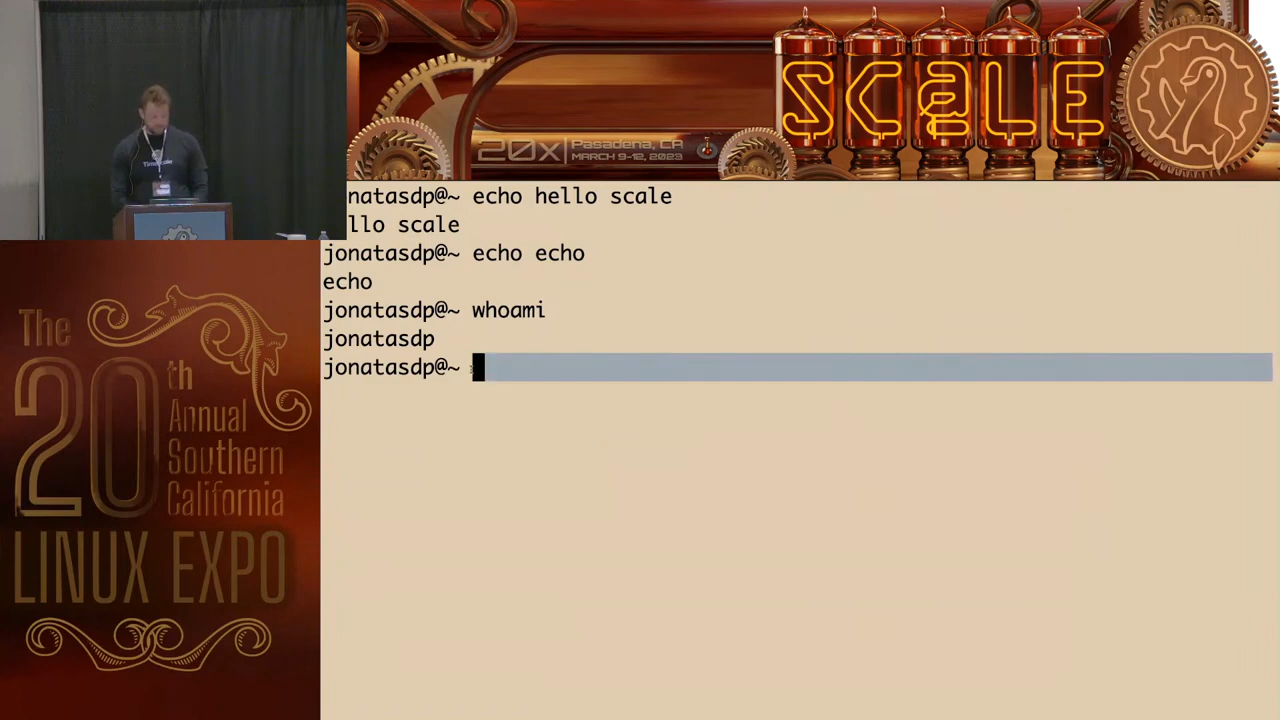 SCaLE
20x
Pasadena, CA
MARCH 9-12, 2023
natasdp@~ echo hello scale
llo scale
jonatasdp@~ echo echo
echo
jonatasdp@~ whoami
jonatasdp
jonatasdp@~
The
20th
Annual
Southern
California
LINUX EXPO